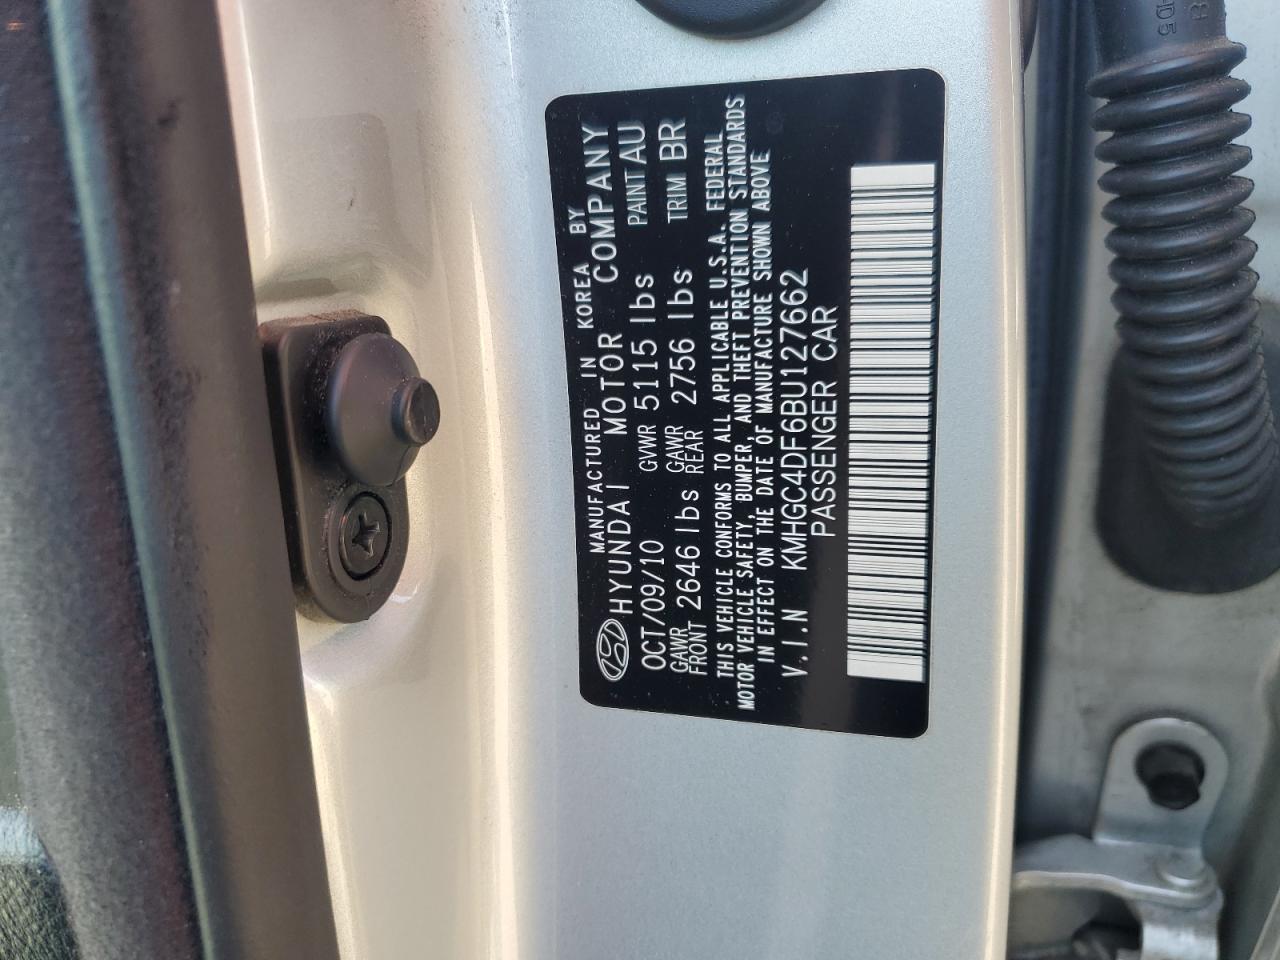 MANUFACTURED IN KOREA BY
HYUNDAI MOTOR COMPANY
OCT/09/10 GVWR 5115 lbs PAINT AU
GAWR FRONT 2646 lbs GAWR REAR 2756 lbs TRIM BR
THIS VEHICLE CONFORMS TO ALL APPLICABLE U.S.A. FEDERAL
MOTOR VEHICLE SAFETY, BUMPER, AND THEFT PREVENTION STANDARDS
IN EFFECT ON THE DATE OF MANUFACTURE SHOWN ABOVE
V.I.N KMHGC4DF6BU127662
PASSENGER CAR